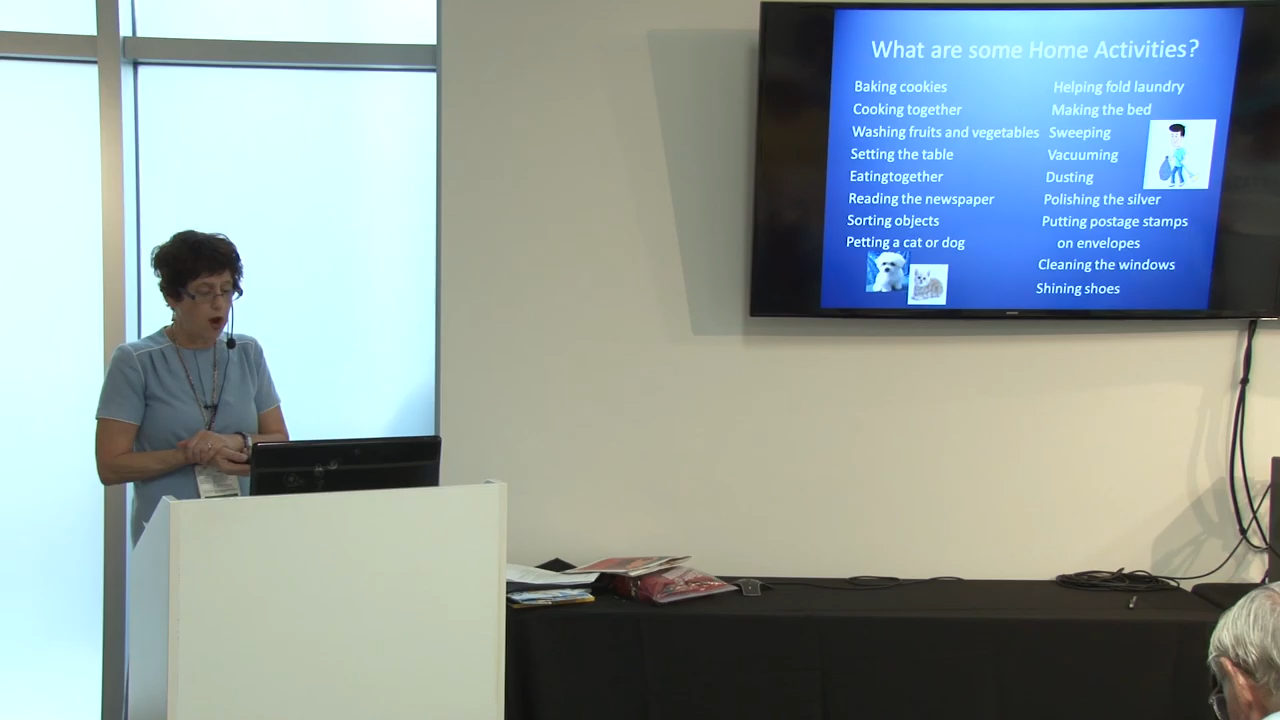 What are some Home Activities?
Baking cookies
Cooking together
Washing fruits and vegetables
Setting the table
Eatingtogether
Reading the newspaper
Sorting objects
Petting a cat or dog
Helping fold laundry
Making the bed
Sweeping
Vacuuming
Dusting
Polishing the silver
Putting postage stamps
on envelopes
Cleaning the windows
Shining shoes